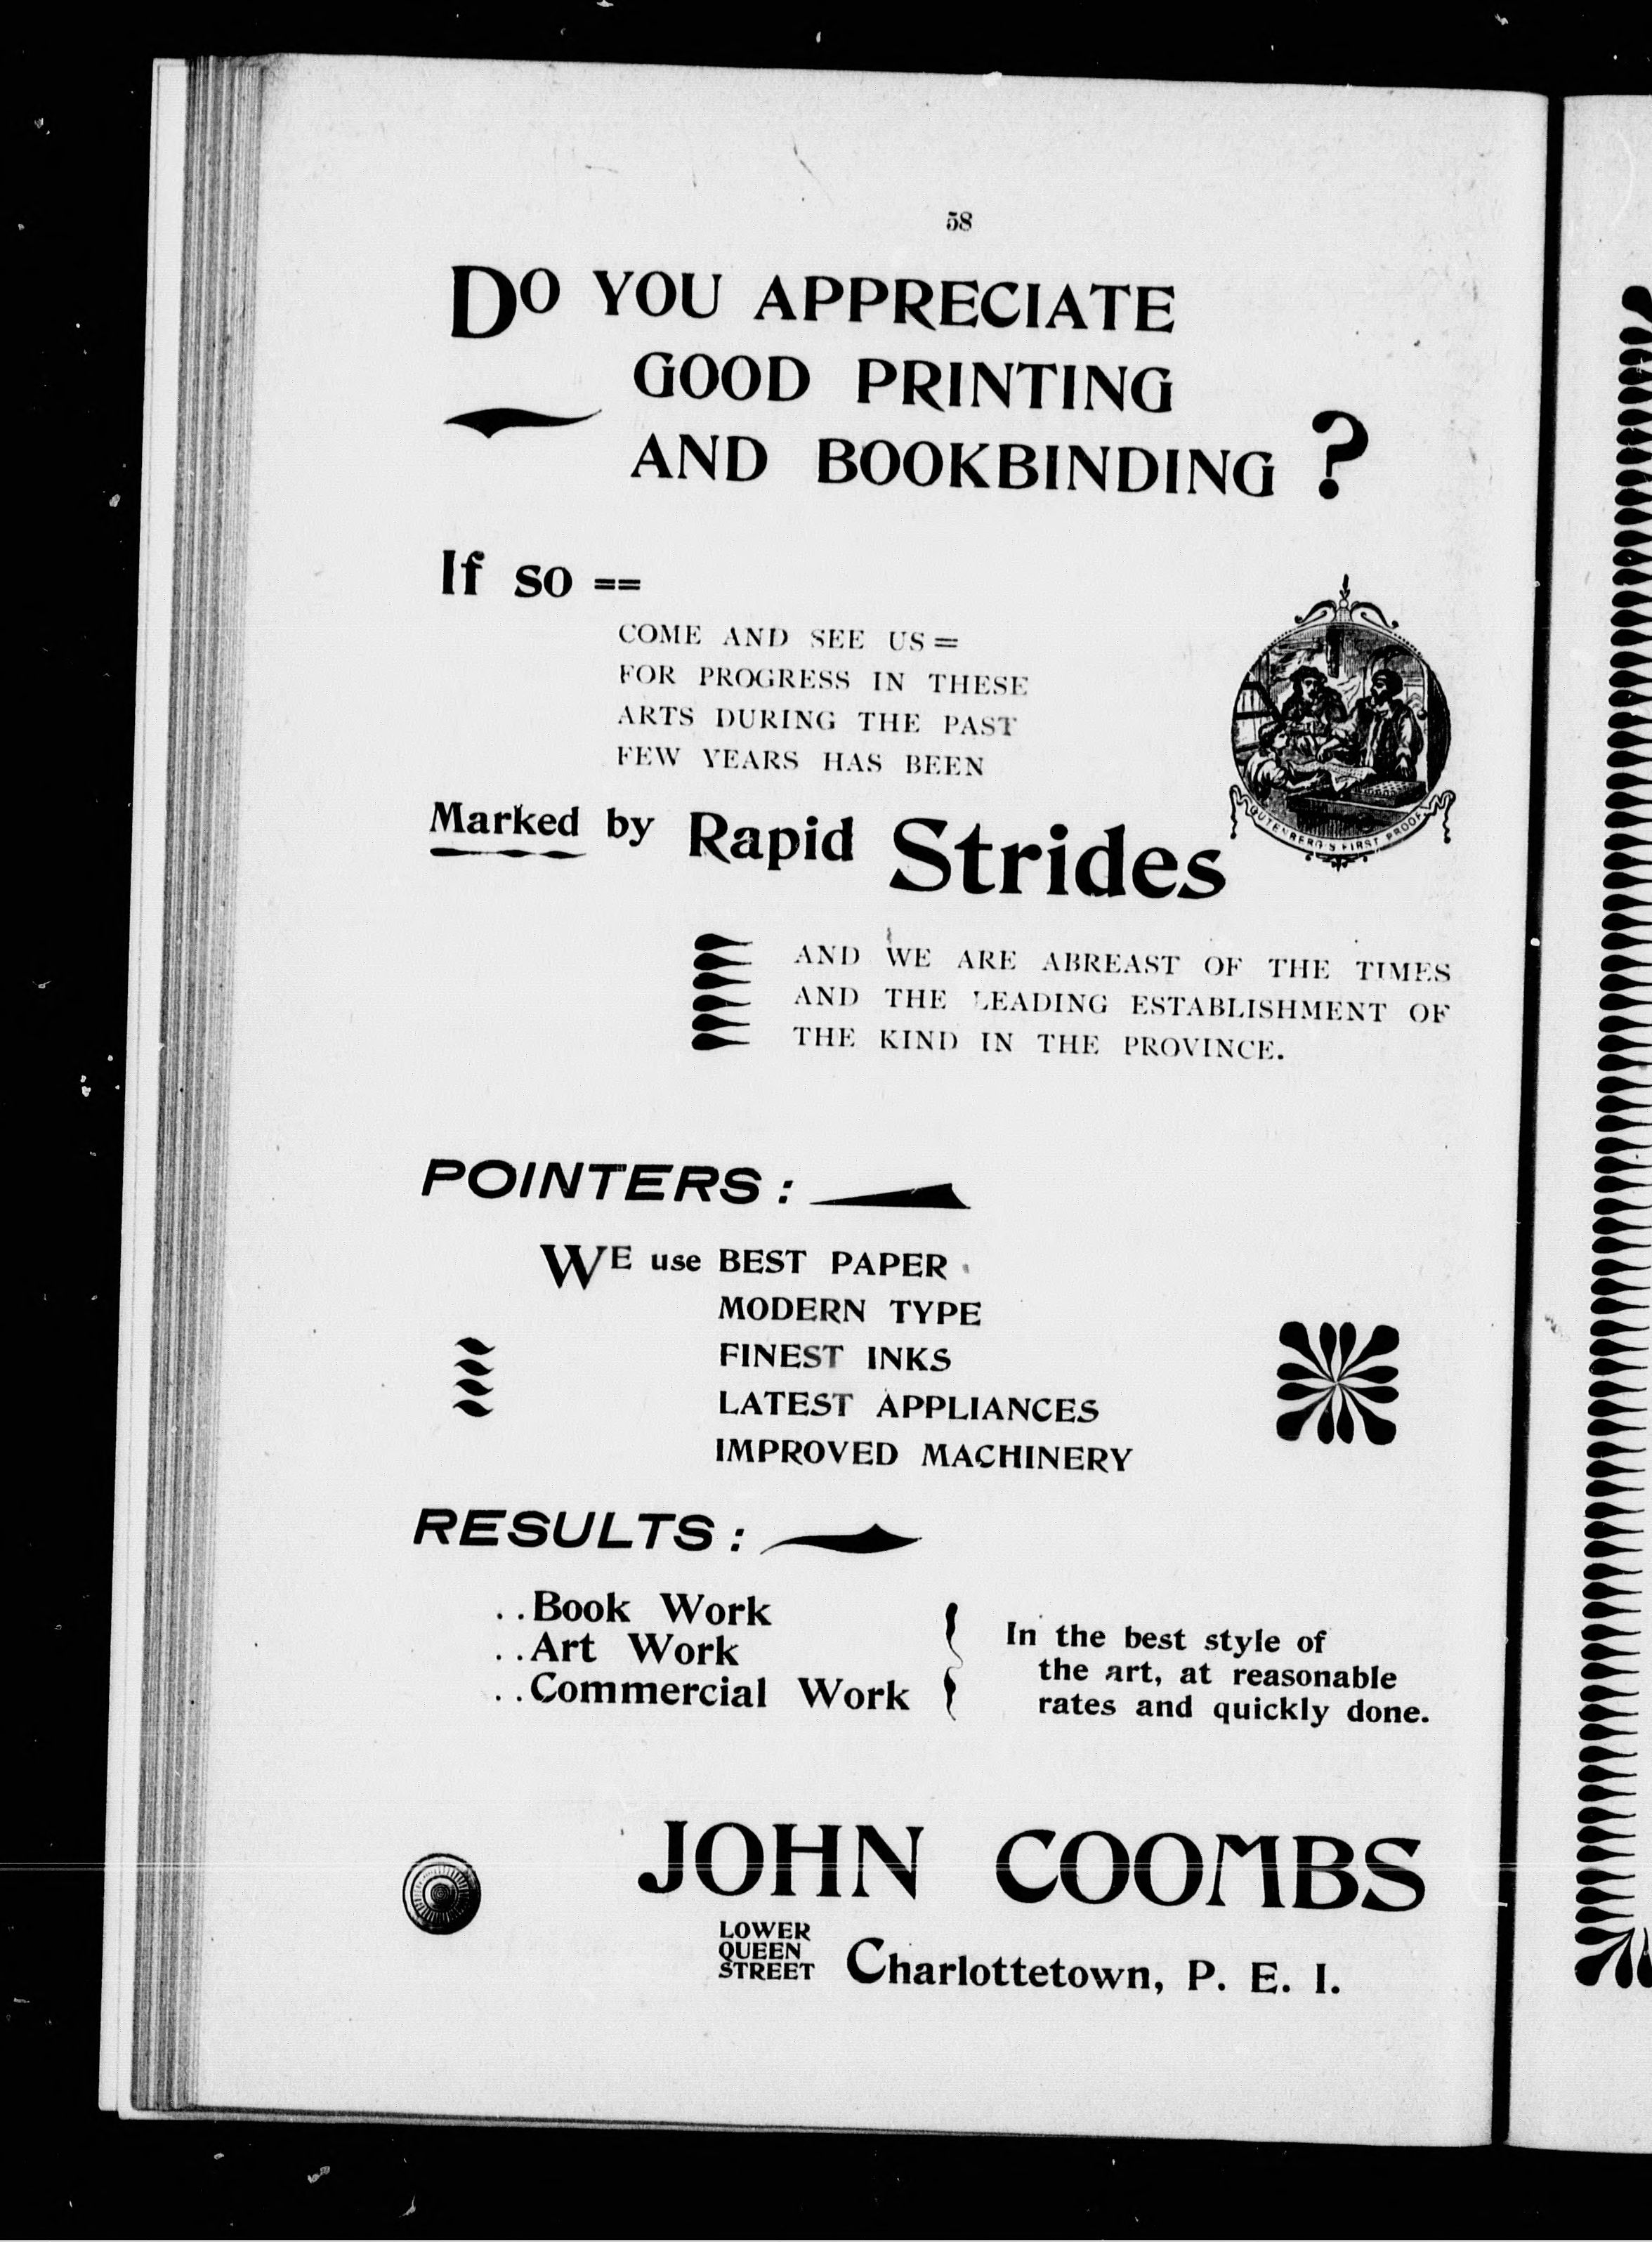 58
DO YOU APPRECIATE
GOOD PRINTING
AND BOOKBINDING ?
If so ==
COME AND SEE US=
FOR PROGRESS IN THESE
ARTS DURING THE PAST
FEW YEARS HAS BEEN
Marked by Rapid Strides
GUTENBERG'S FIRST PROOF
AND WE ARE ABREAST OF THE TIMES
AND THE LEADING ESTABLISHMENT OF
THE KIND IN THE PROVINCE.
POINTERS:
WE use BEST PAPER
MODERN TYPE
FINEST INKS
LATEST APPLIANCES
IMPROVED MACHINERY
RESULTS:
..Book Work
..Art Work
..Commercial Work
In the best style of
the art, at reasonable
rates and quickly done.
JOHN COOMBS
LOWER
QUEEN
STREET
Charlottetown, P. E. I.